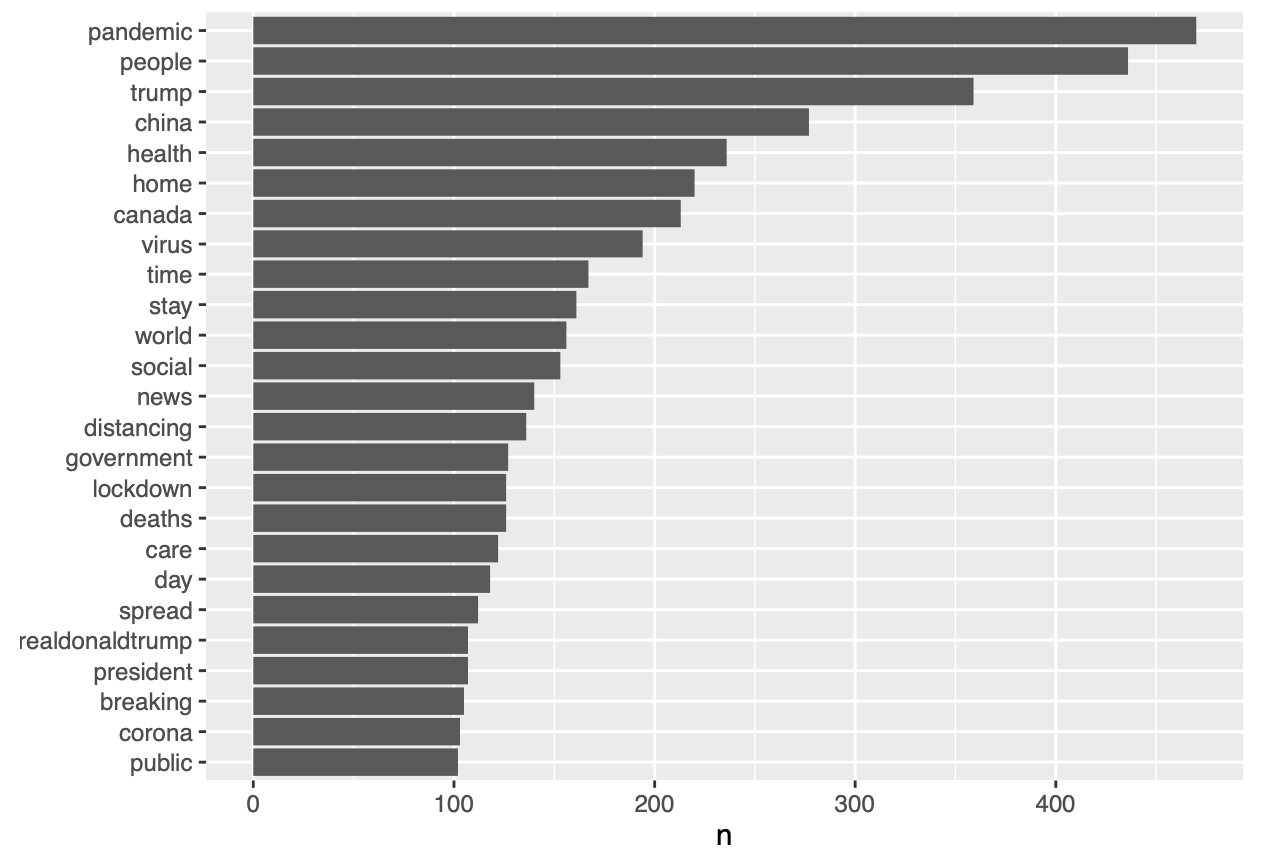 pandemic
people
trump
china
health
home
canada
virus
time
stay
world
social
news
distancing
government
lockdown
deaths
care
day
spread
realdonaldtrump
president
breaking
corona
public
0 100 200 300 400
n